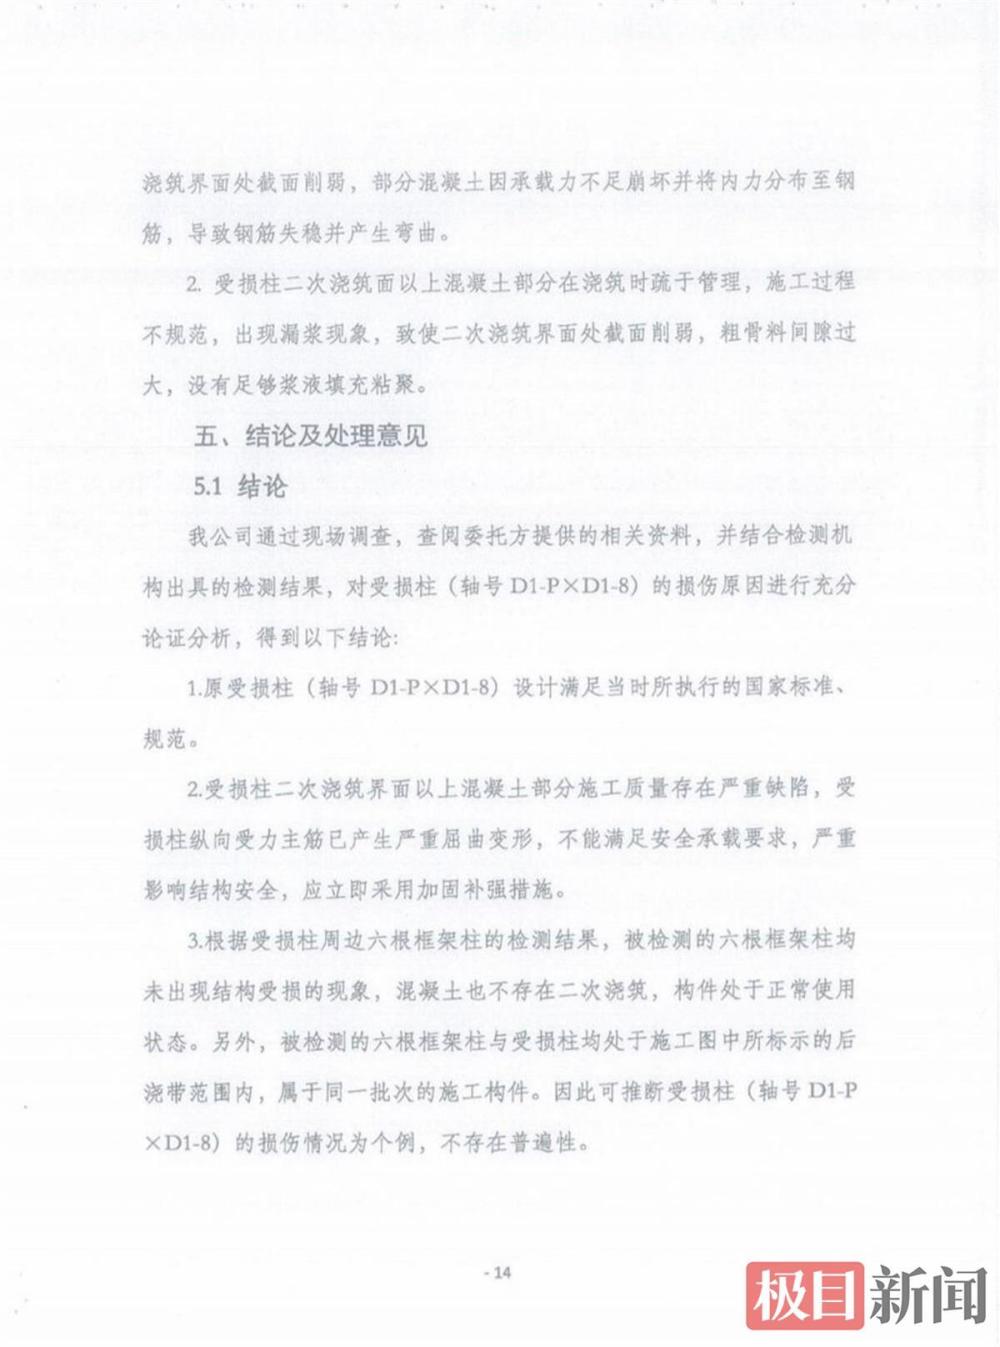 浇筑界面处截面削弱，部分混凝土因承载力不足崩坏并将内力分布至钢
筋，导致钢筋失稳并产生弯曲。
2. 受损柱二次浇筑面以上混凝土部分在浇筑时疏于管理，施工过程
不规范，出现漏浆现象，致使二次浇筑界面处截面削弱，粗骨料间隙过
大，没有足够浆液填充粘聚。
五、结论及处理意见
5.1 结论
我公司通过现场调查，查阅委托方提供的相关资料，并结合检测机
构出具的检测结果，对受损柱（轴号 D1-P×D1-8）的损伤原因进行充分
论证分析，得到以下结论:
1.原受损柱（轴号 D1-P×D1-8）设计满足当时所执行的国家标准、
规范。
2.受损柱二次浇筑界面以上混凝土部分施工质量存在严重缺陷，受
损柱纵向受力主筋已产生严重屈曲变形，不能满足安全承载要求，严重
影响结构安全，应立即采用加固补强措施。
3.根据受损柱周边六根框架柱的检测结果，被检测的六根框架柱均
未出现结构受损的现象，混凝土也不存在二次浇筑，构件处于正常使用
状态。另外，被检测的六根框架柱与受损柱均处于施工图中所标示的后
浇带范围内，属于同一批次的施工构件。因此可推断受损柱（轴号 D1-P
×D1-8）的损伤情况为个例，不存在普遍性。
- 14
极目新闻